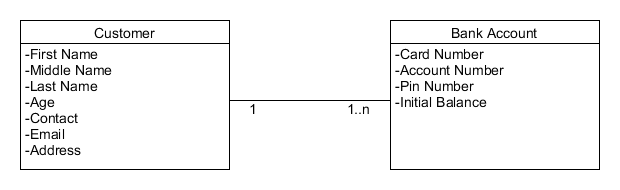 Customer
-First Name
-Middle Name
-Last Name
-Age
-Contact
-Email
-Address
1
1..n
Bank Account
-Card Number
-Account Number
-Pin Number
-Initial Balance